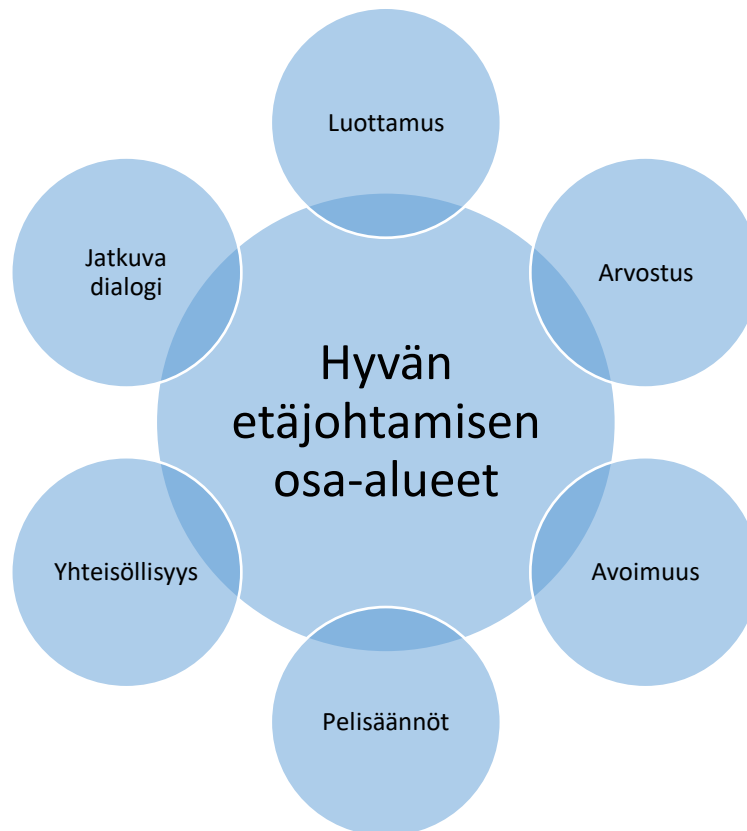 Luottamus
Jatkuva
dialogi
Arvostus
Hyvän
etäjohtamisen
osa-alueet
Yhteisöllisyys
Avoimuus
Pelisäännöt